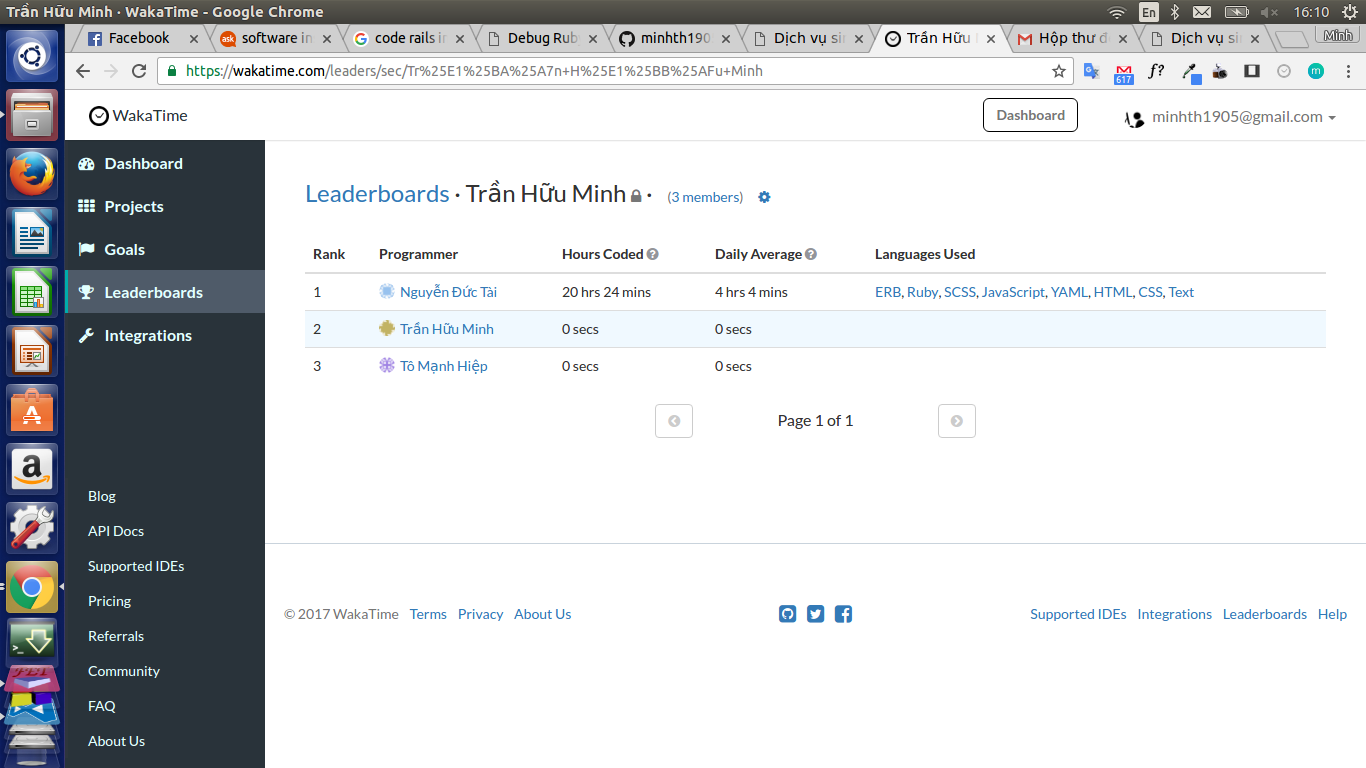 Trần Hữu Minh · WakaTime - Google Chrome
En
16:10
Facebook
software in
code rails i
Debug Rub
minhth190
Dịch vụ si
Trần Hữu
Hộp thư đ
Dịch vụ si
Minh
https://wakatime.com/leaders/sec/Tr%25E1%25BA%25A7n+H%25E1%25BB%25AFu+Minh
617
f?
m
WakaTime
Dashboard
minhth1905@gmail.com
Dashboard
Projects
Goals
Leaderboards
Integrations
Blog
API Docs
Supported IDEs
Pricing
Referrals
Community
FAQ
About Us
Leaderboards · Trần Hữu Minh · (3 members)
Rank Programmer Hours Coded ? Daily Average ? Languages Used
1 Nguyễn Đức Tài 20 hrs 24 mins 4 hrs 4 mins ERB, Ruby, SCSS, JavaScript, YAML, HTML, CSS, Text
2 Trần Hữu Minh 0 secs 0 secs
3 Tô Mạnh Hiệp 0 secs 0 secs
Page 1 of 1
© 2017 WakaTime Terms Privacy About Us
Supported IDEs Integrations Leaderboards Help